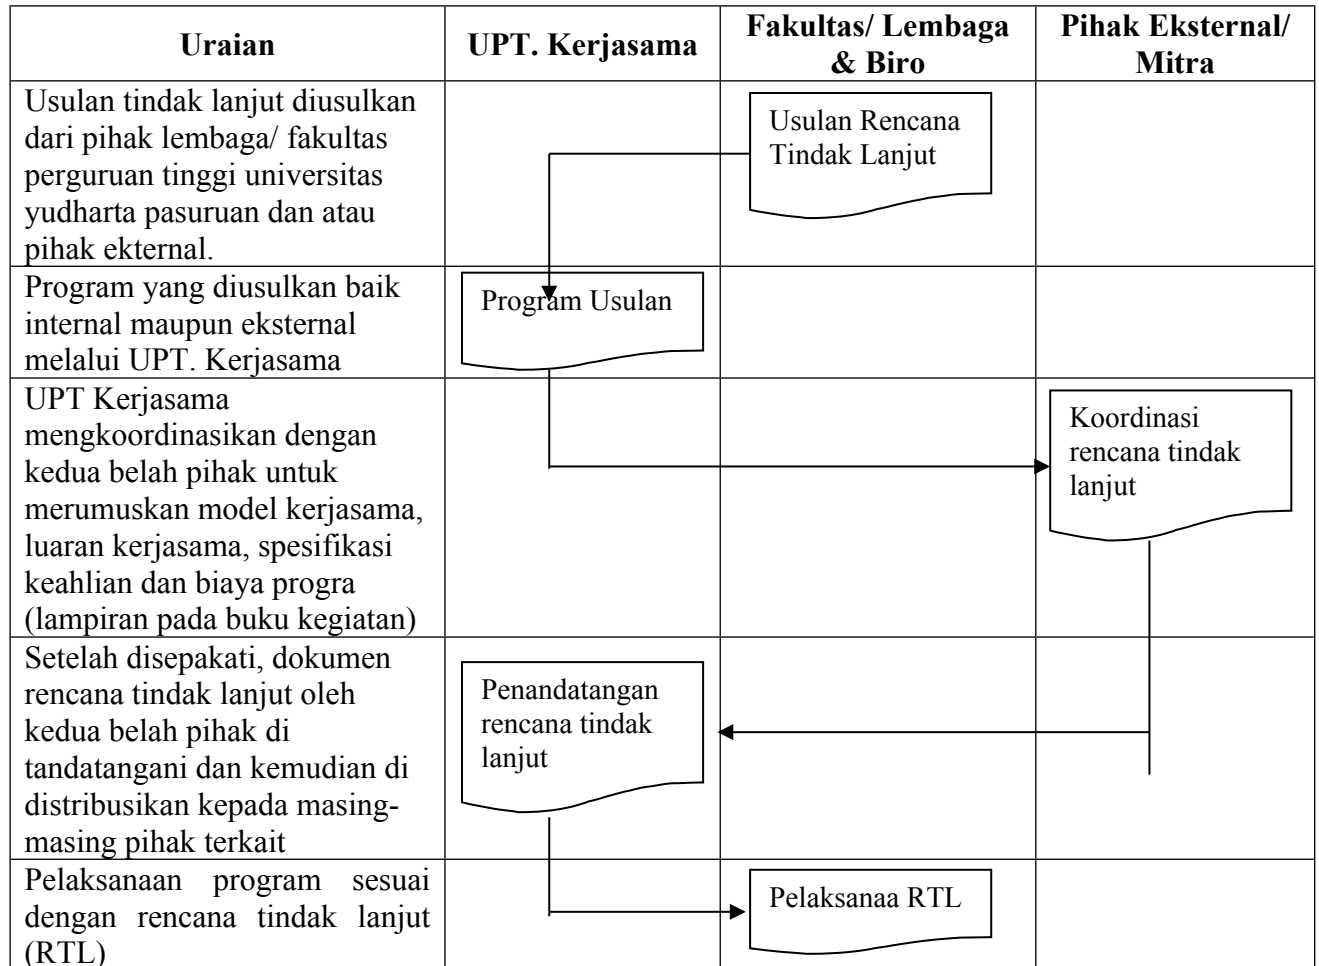 Uraian
UPT. Kerjasama
Fakultas/ Lembaga
& Biro
Pihak Eksternal/
Mitra
Usulan tindak lanjut diusulkan
dari pihak lembaga/ fakultas
perguruan tinggi universitas
yudharta pasuruan dan atau
pihak ekternal.
Usulan Rencana
Tindak Lanjut
Program yang diusulkan baik
internal maupun eksternal
melalui UPT. Kerjasama
Program Usulan
UPT Kerjasama
mengkoordinasikan dengan
kedua belah pihak untuk
merumuskan model kerjasama,
luaran kerjasama, spesifikasi
keahlian dan biaya progra
(lampiran pada buku kegiatan)
Koordinasi
rencana tindak
lanjut
Setelah disepakati, dokumen
rencana tindak lanjut oleh
kedua belah pihak di
tandatangani dan kemudian di
distribusikan kepada masing-
masing pihak terkait
Penandatangan
rencana tindak
lanjut
Pelaksanaan program sesuai
dengan rencana tindak lanjut
(RTL)
Pelaksanaa RTL